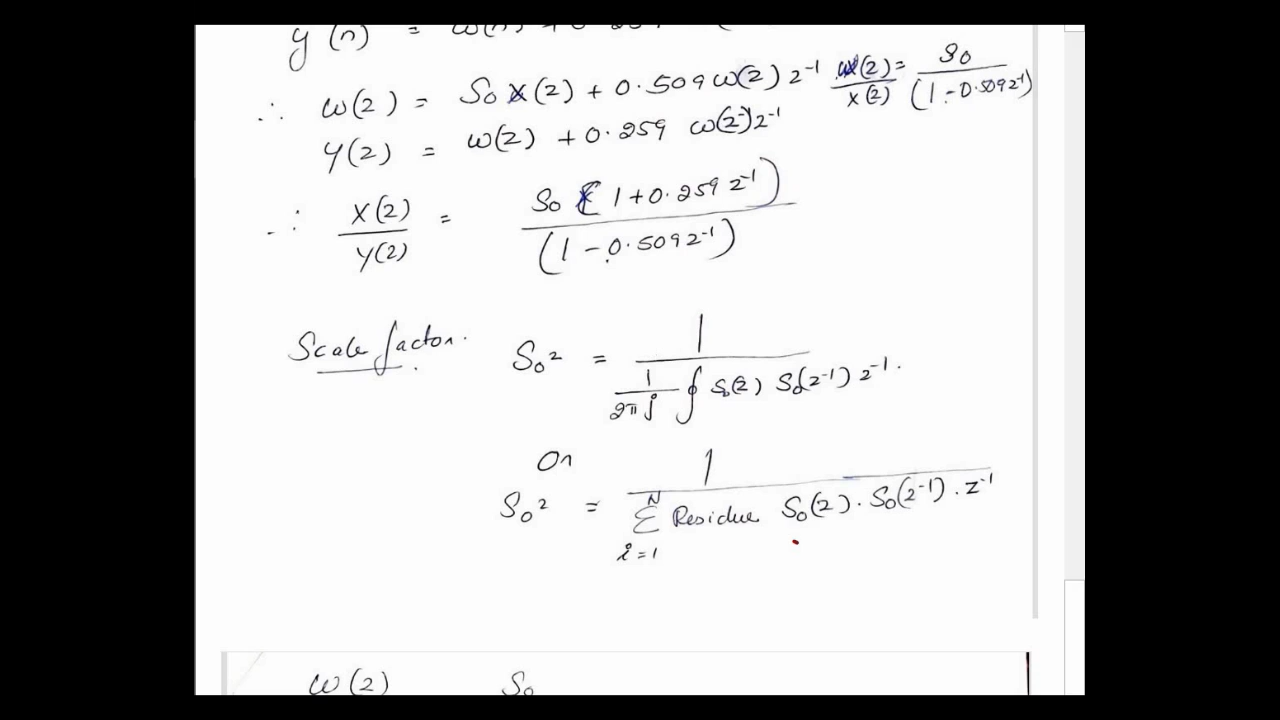 y(n) =
∴ ω(z) = S₀ X(z) + 0.509 ω(z) z⁻¹ ω(z)/X(z) = S₀/(1 - 0.509z⁻¹)
Y(z) = ω(z) + 0.259 ω(z) z⁻¹
∴ X(z)/Y(z) = S₀ (1 + 0.259 z⁻¹)/(1 - 0.509 z⁻¹)
Scale factor. S₀² = 1/(1/2πj ∮ S₀(z) S₀(z⁻¹) z⁻¹.
Or
S₀² = 1/(N Σ i=1 Residue S₀(z). S₀(z⁻¹). z⁻¹
ω(z) S₀